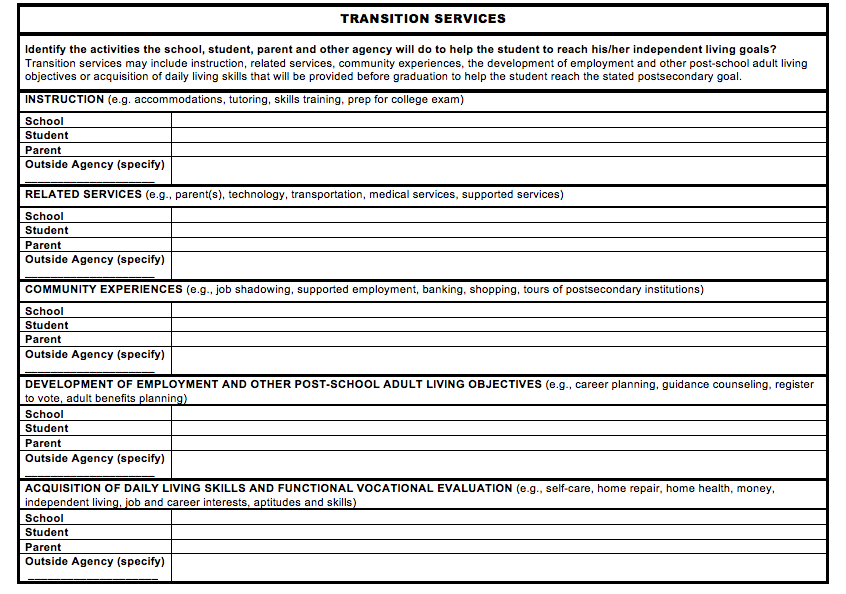 TRANSITION SERVICES
Identify the activities the school, student, parent and other agency will do to help the student to reach his/her independent living goals?
Transition services may include instruction, related services, community experiences, the development of employment and other post-school adult living
objectives or acquisition of daily living skills that will be provided before graduation to help the student reach the stated postsecondary goal.
INSTRUCTION (e.g. accommodations, tutoring, skills training, prep for college exam)
School
Student
Parent
Outside Agency (specify)
____________________
RELATED SERVICES (e.g., parent(s), technology, transportation, medical services, supported services)
School
Student
Parent
Outside Agency (specify)
____________________
COMMUNITY EXPERIENCES (e.g., job shadowing, supported employment, banking, shopping, tours of postsecondary institutions)
School
Student
Parent
Outside Agency (specify)
____________________
DEVELOPMENT OF EMPLOYMENT AND OTHER POST-SCHOOL ADULT LIVING OBJECTIVES (e.g., career planning, guidance counseling, register
to vote, adult benefits planning)
School
Student
Parent
Outside Agency (specify)
____________________
ACQUISITION OF DAILY LIVING SKILLS AND FUNCTIONAL VOCATIONAL EVALUATION (e.g., self-care, home repair, home health, money,
independent living, job and career interests, aptitudes and skills)
School
Student
Parent
Outside Agency (specify)
____________________